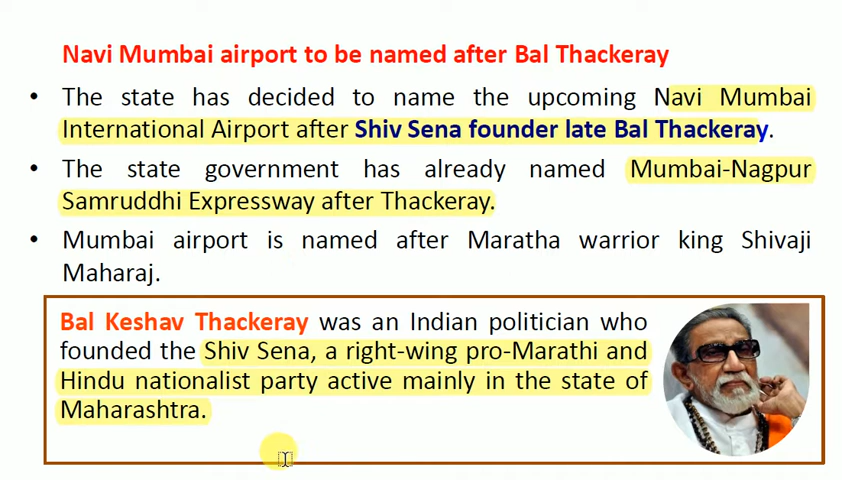 Navi Mumbai airport to be named after Bal Thackeray
• The state has decided to name the upcoming Navi Mumbai
International Airport after Shiv Sena founder late Bal Thackeray.
• The state government has already named Mumbai-Nagpur
Samruddhi Expressway after Thackeray.
• Mumbai airport is named after Maratha warrior king Shivaji
Maharaj.
Bal Keshav Thackeray was an Indian politician who
founded the Shiv Sena, a right-wing pro-Marathi and
Hindu nationalist party active mainly in the state of
Maharashtra.